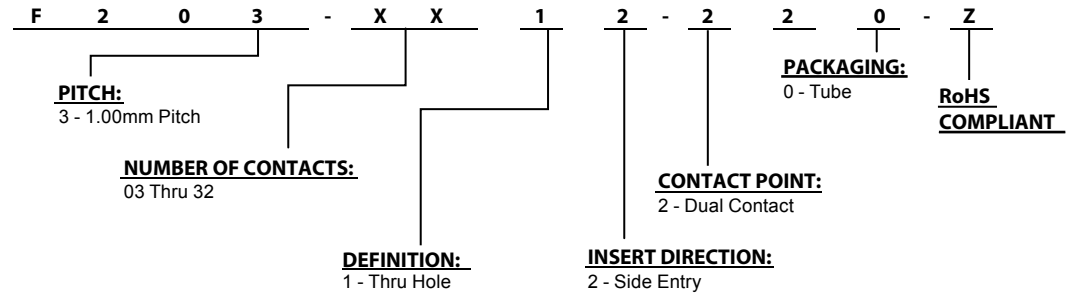 F 2 0 3 - X X 1 2 - 2 2 0 - Z
PITCH:
3 - 1.00mm Pitch
NUMBER OF CONTACTS:
03 Thru 32
DEFINITION:
1 - Thru Hole
INSERT DIRECTION:
2 - Side Entry
CONTACT POINT:
2 - Dual Contact
PACKAGING:
0 - Tube
RoHS
COMPLIANT